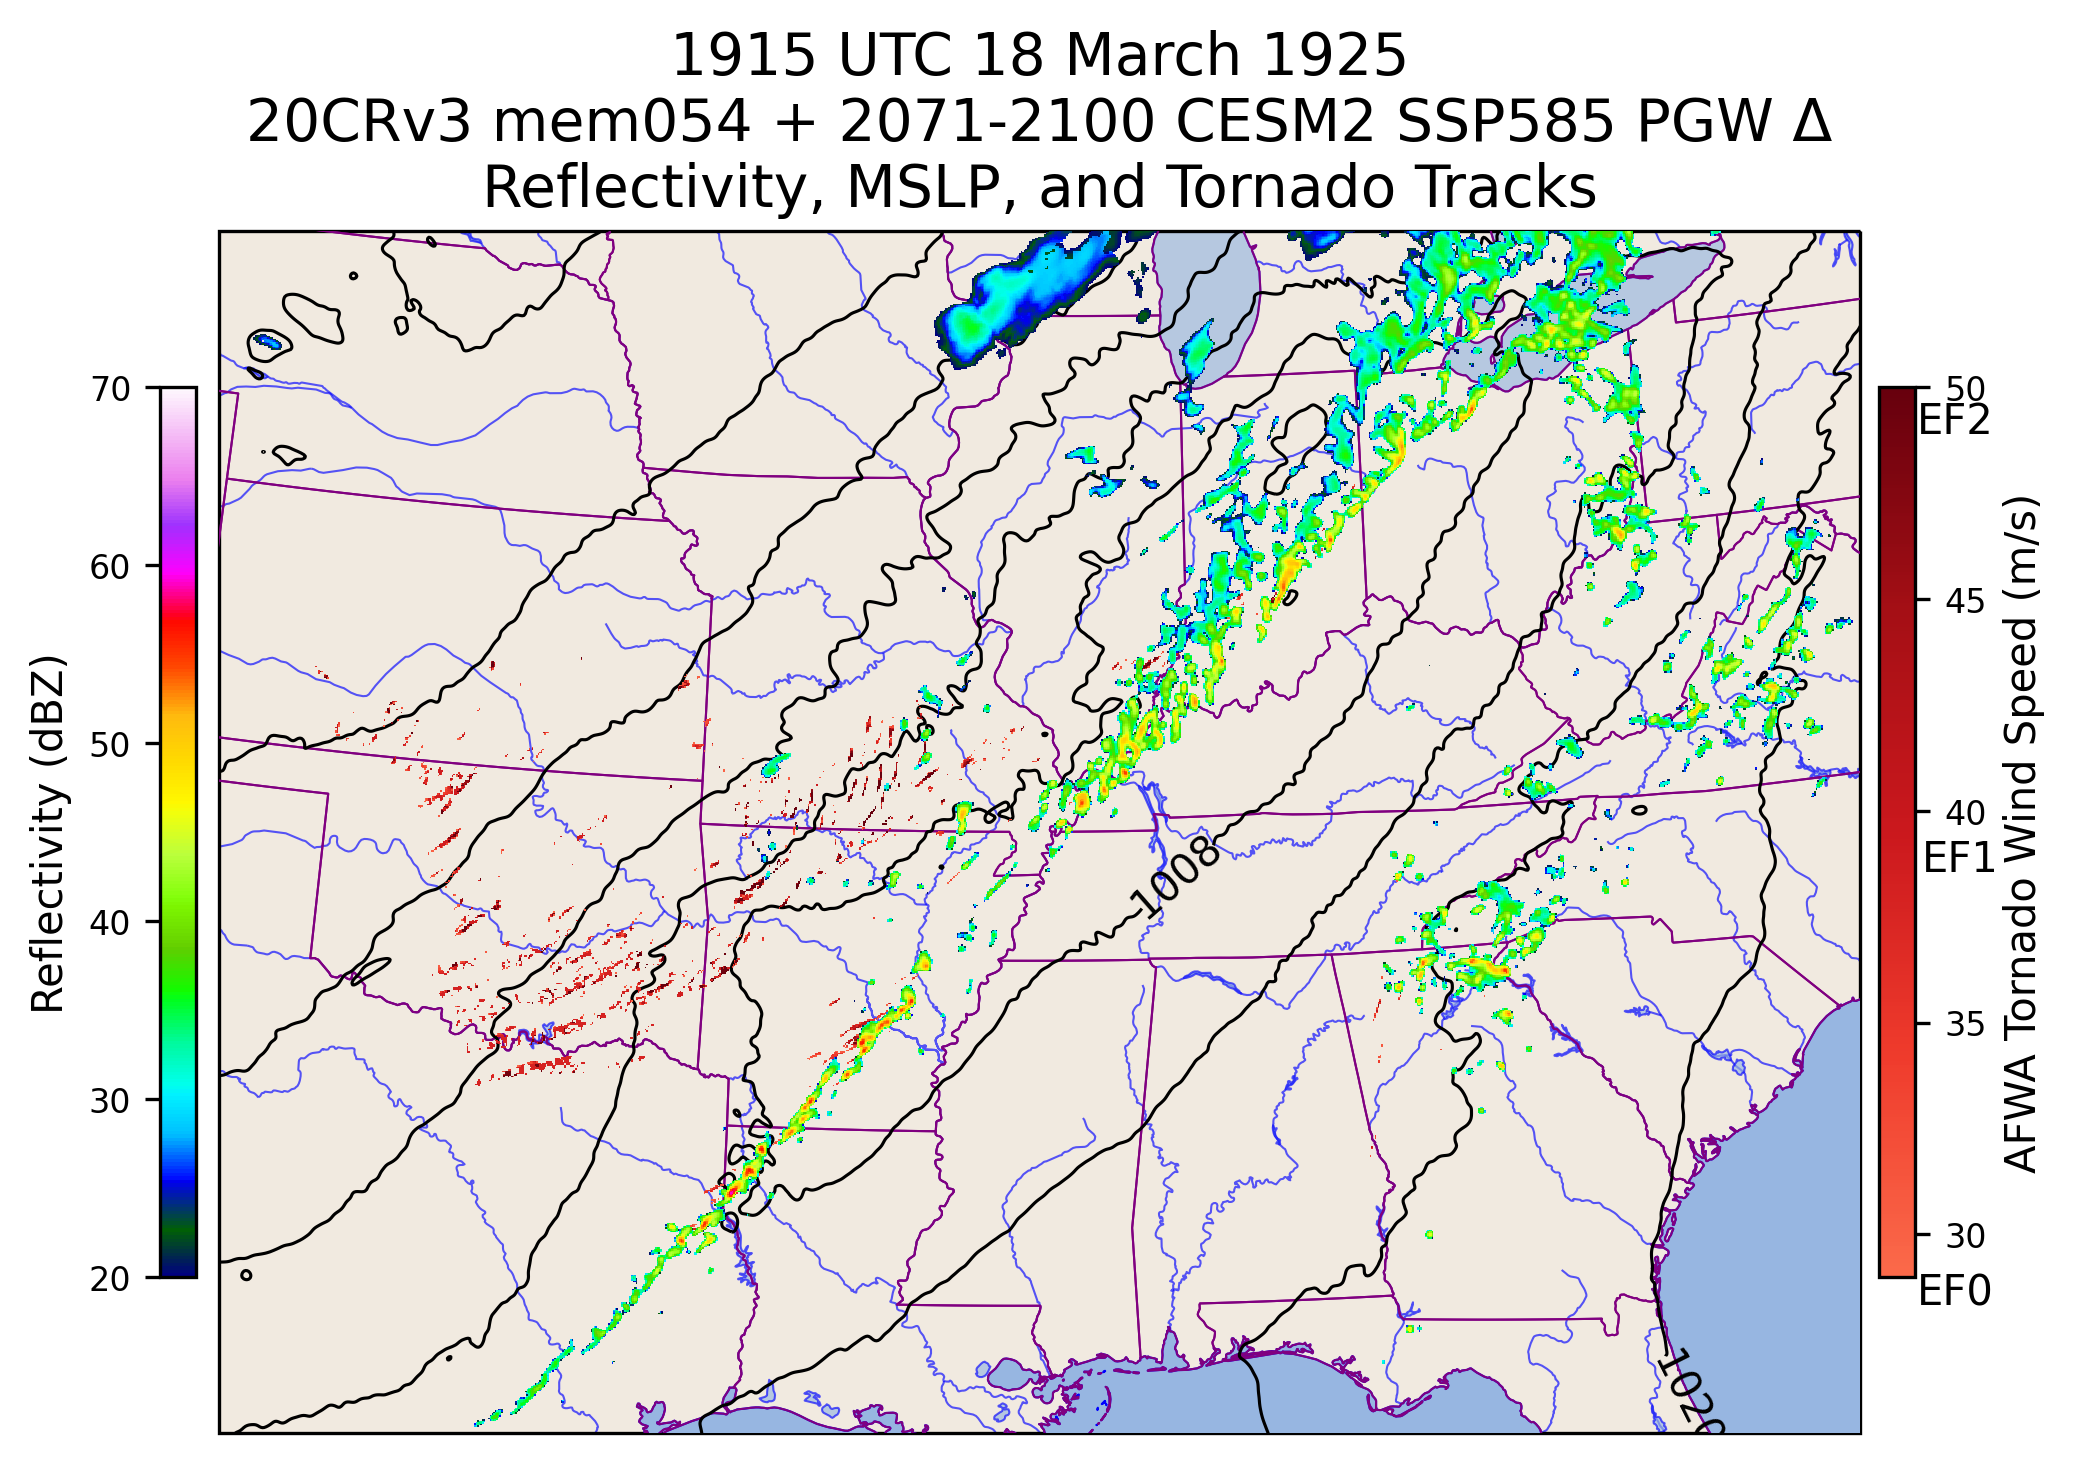 1915 UTC 18 March 1925
20CRv3 mem054 + 2071-2100 CESM2 SSP585 PGW Δ
Reflectivity, MSLP, and Tornado Tracks
Reflectivity (dBZ)
70
60
50
40
30
20
1008
1020
50
EF2
45
40
EF1
35
30
EF0
AFWA Tornado Wind Speed (m/s)